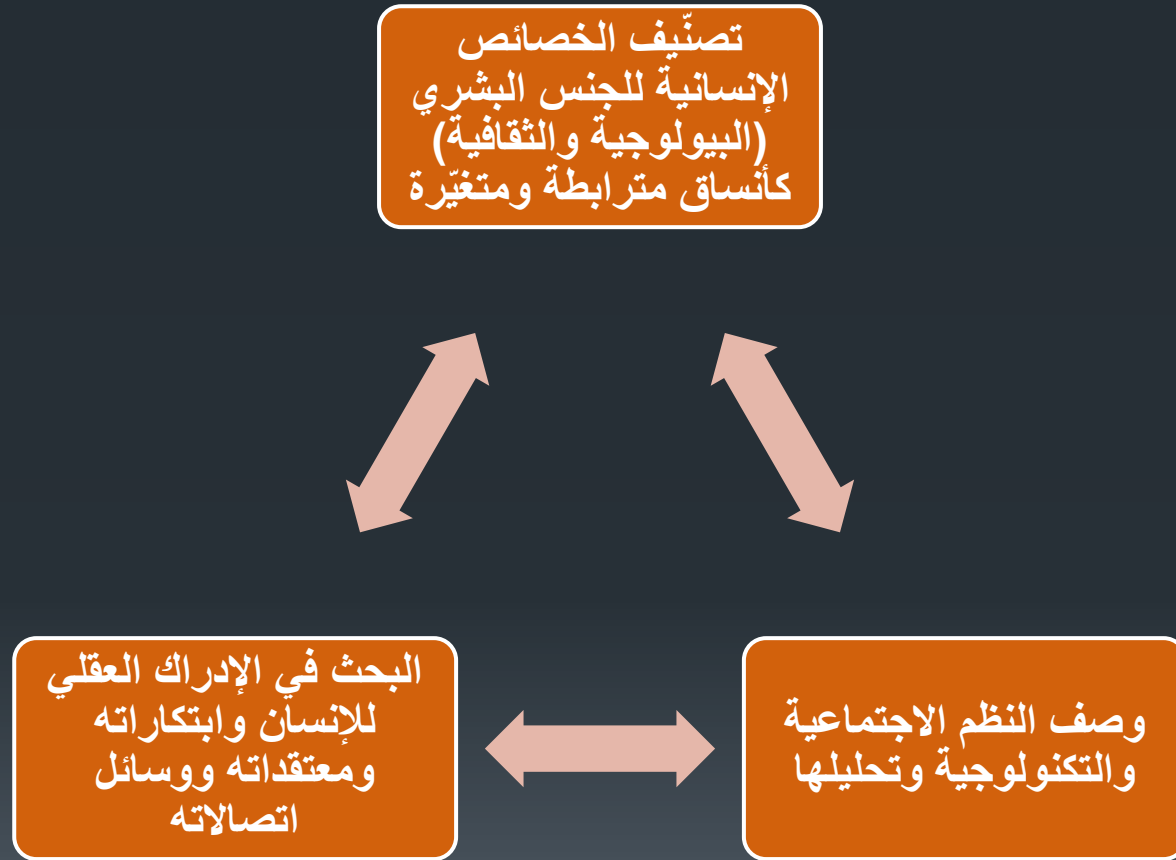 تصنّيف الخصائص
الإنسانية للجنس البشري
(البيولوجية والثقافية)
كأنساق مترابطة ومتغيّرة
وصف النظم الاجتماعية
والتكنولوجية وتحليلها
البحث في الإدراك العقلي
للإنسان وابتكاراته
ومعتقداته ووسائل
اتصالاته